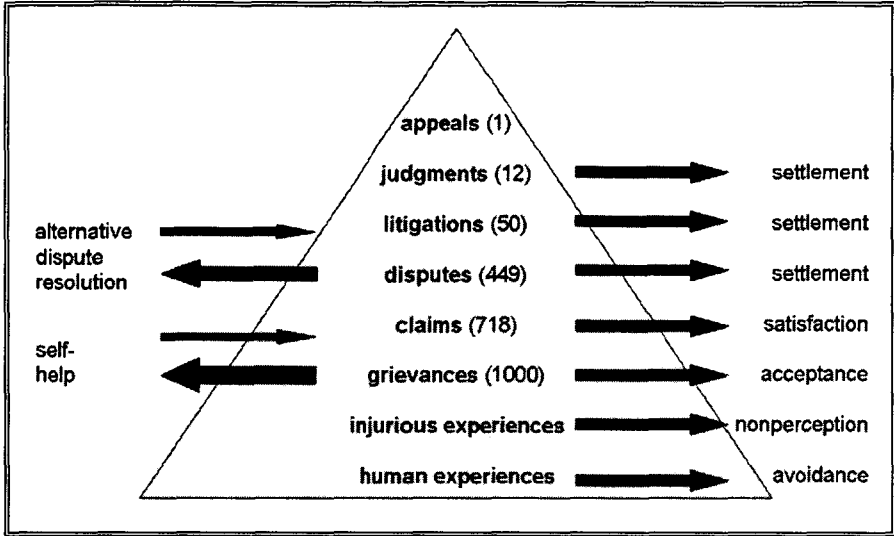 appeals (1)
judgments (12)
settlement
litigations (50)
settlement
alternative
dispute
resolution
disputes (449)
settlement
claims (718)
satisfaction
self-
help
grievances (1000)
acceptance
injurious experiences
nonperception
human experiences
avoidance